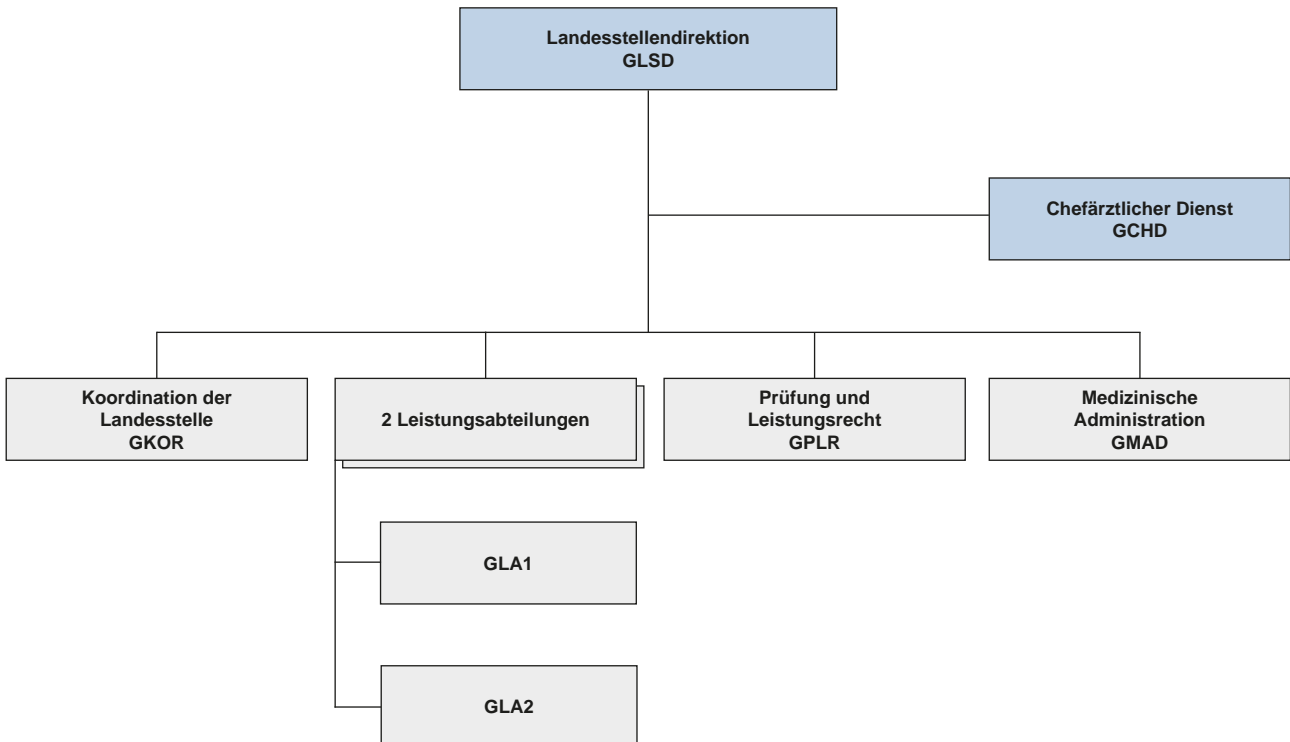 Landesstellendirektion
GLSD
Chefärztlicher Dienst
GCHD
Koordination der
Landesstelle
GKOR
2 Leistungsabteilungen
Prüfung und
Leistungsrecht
GPLR
Medizinische
Administration
GMAD
GLA1
GLA2